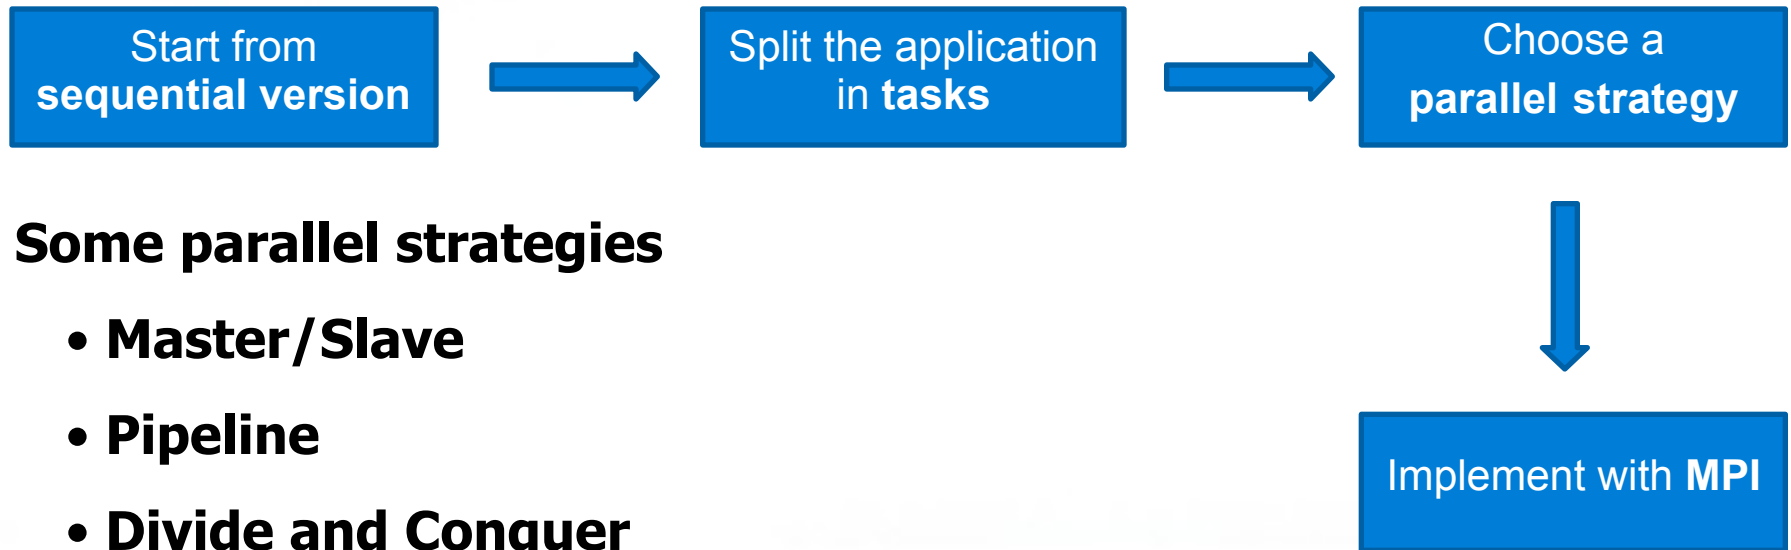 Start from
sequential version
Split the application
in tasks
Choose a
parallel strategy
Some parallel strategies
• Master/Slave
• Pipeline
• Divide and Conquer
Implement with MPI